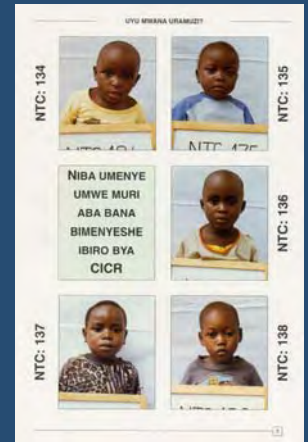 UYU MWANA URAMUZI?
NTC: 134
NTC: 135
NIBA UMENYE
UMWE MURI
ABA BANA
BIMENYESHE
IBIRO BYA
CICR
NTC: 136
NTC: 137
NTC: 138